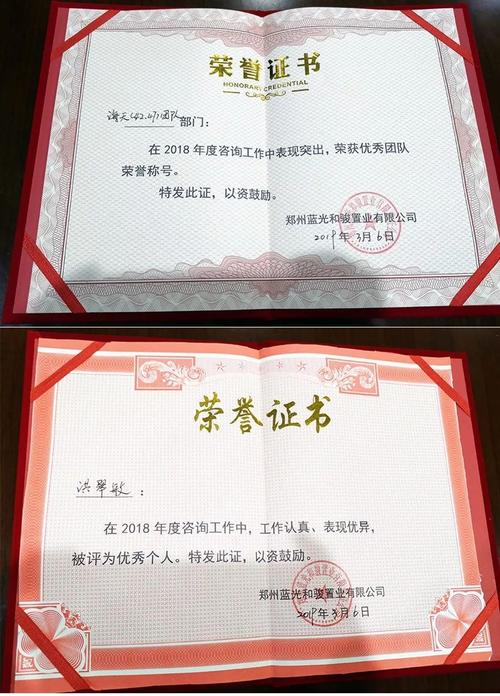 荣誉证书
HONORARY CREDENTIAL
部门：
在 2018 年度咨询工作中表现突出，荣获优秀团队
荣誉称号。
特发此证，以资鼓励。
郑州蓝光和骏置业有限公司
2019年3月6日
荣誉证书
洪翠敏：
在 2018 年度咨询工作中，工作认真、表现优异，
被评为优秀个人。特发此证，以资鼓励。
郑州蓝光和骏置业有限公司
2019年3月6日